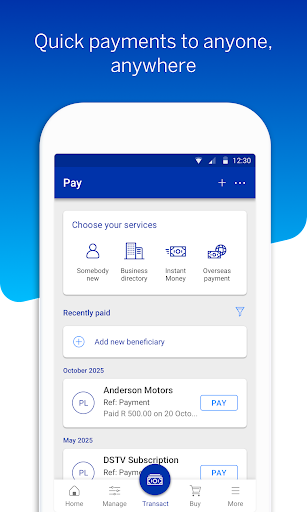 Quick payments to anyone,
anywhere
12:30
Pay
Choose your services
Somebody
new
Business
directory
Instant
Money
Overseas
payment
Recently paid
Add new beneficiary
October 2025
PL
Anderson Motors
Ref: Payment
Paid R 500.00 on 20 Octo...
PAY
May 2025
PL
DSTV Subscription
Ref: Payment
PAY
Home
Manage
Transact
Buy
More